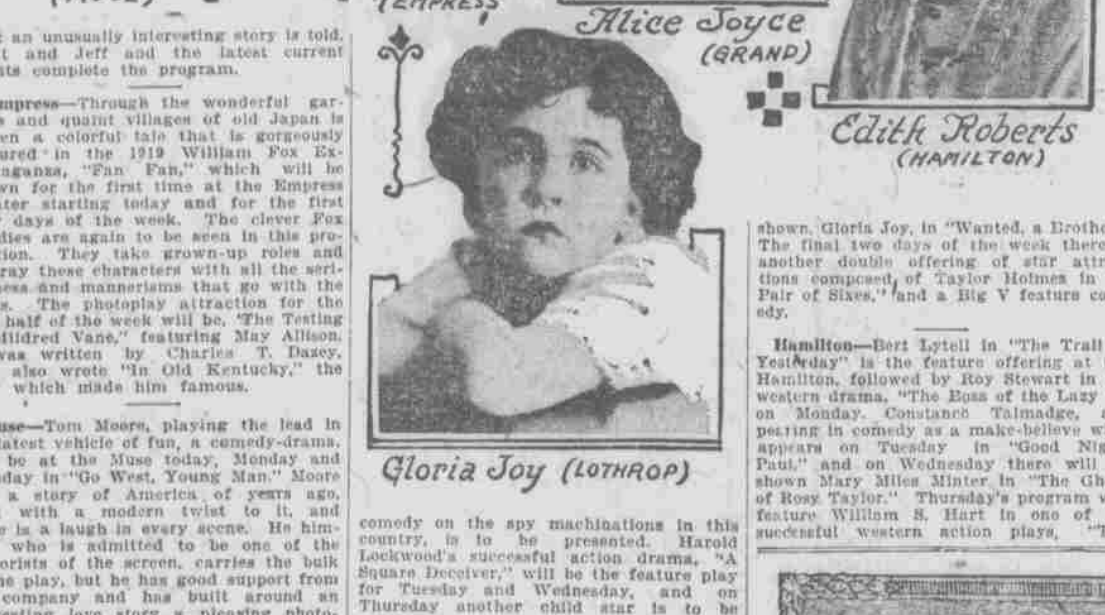 (EMPRESS
an unusually interesting story is told.
and Jeff and the latest current
complete the program.
Empress—Through the wonderful gar-
and quaint villages of old Japan is
a colorful tale that is gorgeously
in the 1919 William Fox Ex-
"Fan Fan," which will be
for the first time at the Empress
starting today and for the first
days of the week. The clever Fox
are again to be seen in this pro-
They take grown-up roles and
these characters with all the seri-
and mannerisms that go with the
The photoplay attraction for the
half of the week will be, 'The Testing
Mildred Vane," featuring May Allison.
was written by Charles T. Dazey,
also wrote "In Old Kentucky," the
which made him famous.
Muse—Tom Moore, playing the lead in
latest vehicle of fun, a comedy-drama,
be at the Muse today, Monday and
in "Go West, Young Man." Moore
a story of America of years ago,
with a modern twist to it, and
is a laugh in every scene. He him-
who is admitted to be one of the
of the screen, carries the bulk
play, but he has good support from
company and has built around an
love story a pleasing photo-
Gloria Joy (LOTHROP)
comedy on the spy machinations in this
country, is to be presented. Harold
Lockwood's successful action drama, "A
Square Deceiver," will be the feature play
for Tuesday and Wednesday, and on
Thursday another child star is to be
Alice Joyce
(GRAND)
Edith Roberts
(HAMILTON)
shown, Gloria Joy, in "Wanted, a Brothe
The final two days of the week there
another double offering of star attr
tions composed of Taylor Holmes in
Pair of Sixes," and a Big V feature co
edy.
Hamilton—Bert Lytell in "The Trail
Yesterday" is the feature offering at
Hamilton, followed by Roy Stewart in
western drama, "The Boss of the Lazy
on Monday. Constance Talmadge, a
pearing in comedy as a make-believe w
appears on Tuesday in "Good Nig
Paul," and on Wednesday there will
shown Mary Miles Minter in "The Gh
of Rosy Taylor." Thursday's program w
feature William S. Hart in one of
successful western action plays, "T